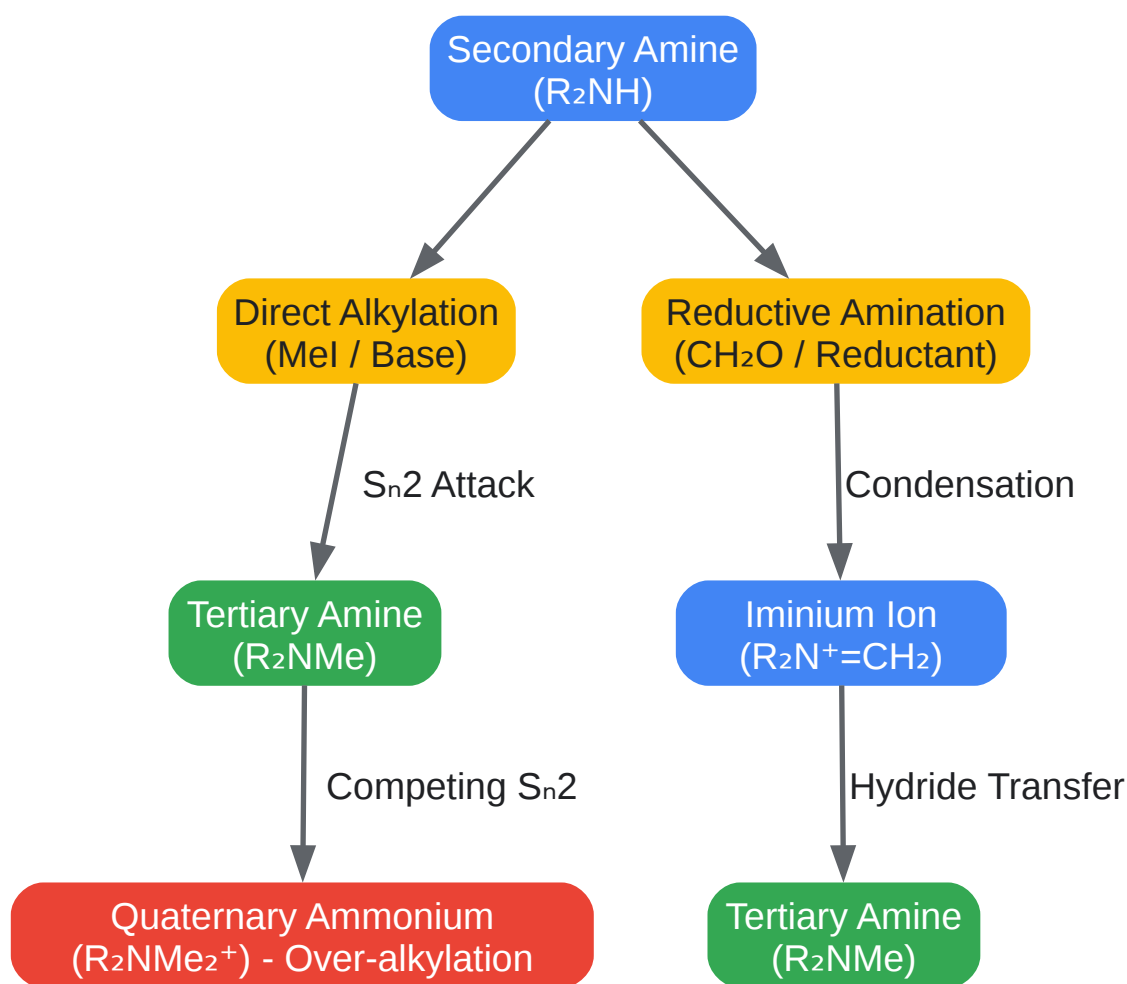 Secondary Amine
(R₂NH)
Direct Alkylation
(MeI / Base)
Reductive Amination
(CH₂O / Reductant)
Sₙ2 Attack
Condensation
Tertiary Amine
(R₂NMe)
Iminium Ion
(R₂N⁺=CH₂)
Competing Sₙ2
Hydride Transfer
Quaternary Ammonium
(R₂NMe₂⁺) - Over-alkylation
Tertiary Amine
(R₂NMe)